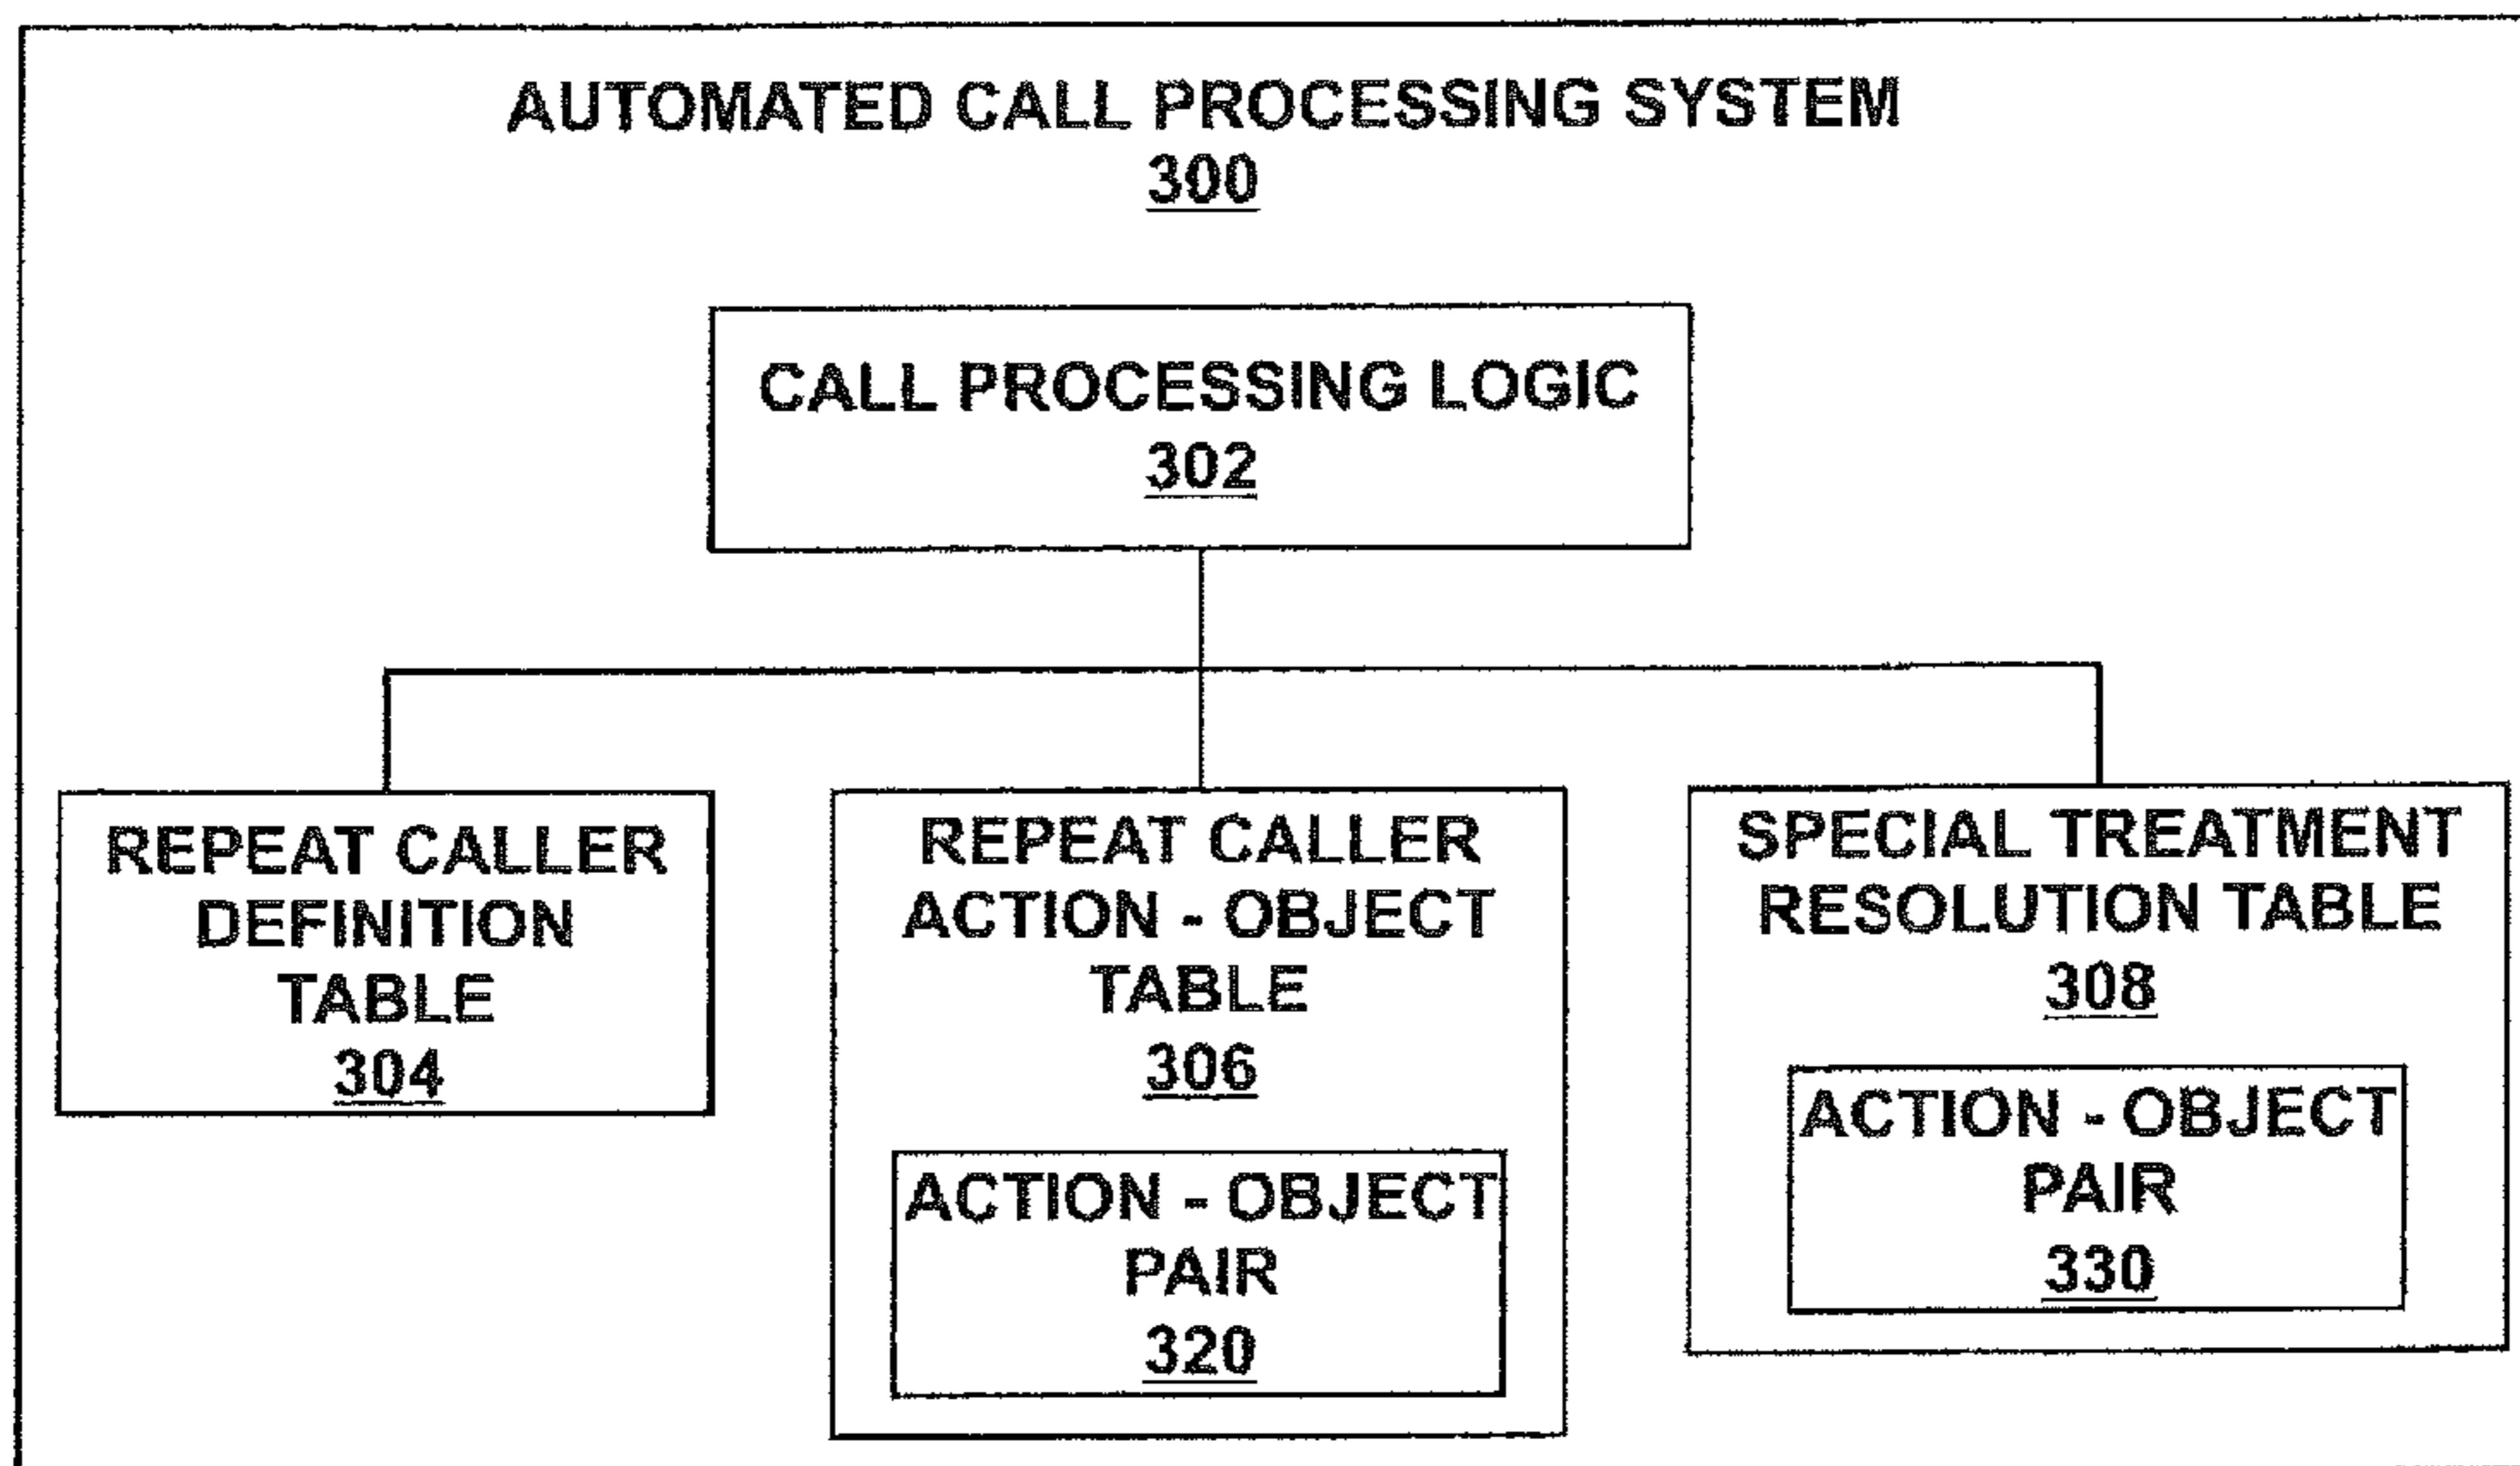 AUTOMATED CALL PROCESSING SYSTEM
300
CALL PROCESSING LOGIC
302
REPEAT CALLER
DEFINITION
TABLE
304
REPEAT CALLER
ACTION - OBJECT
TABLE
306
ACTION - OBJECT
PAIR
320
SPECIAL TREATMENT
RESOLUTION TABLE
308
ACTION - OBJECT
PAIR
330